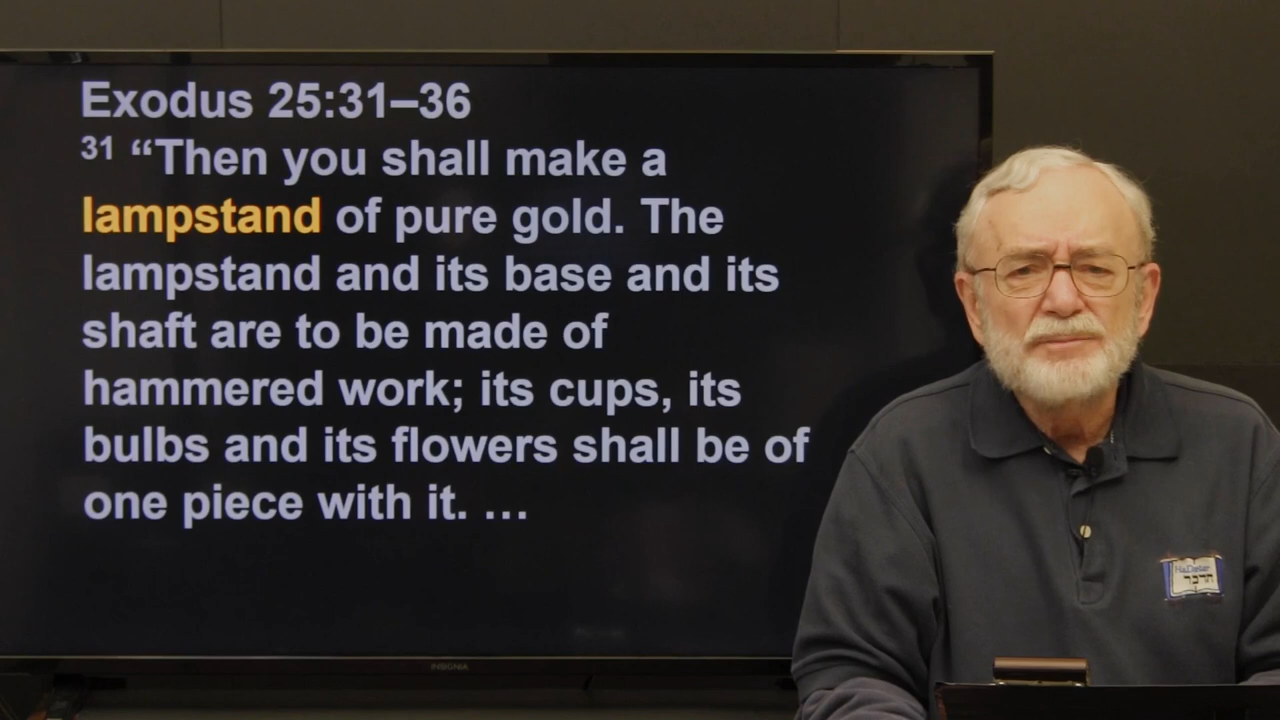 Exodus 25:31–36
31 “Then you shall make a
lampstand of pure gold. The
lampstand and its base and its
shaft are to be made of
hammered work; its cups, its
bulbs and its flowers shall be of
one piece with it. …
INSIGNIA
HaDavar
הדבר